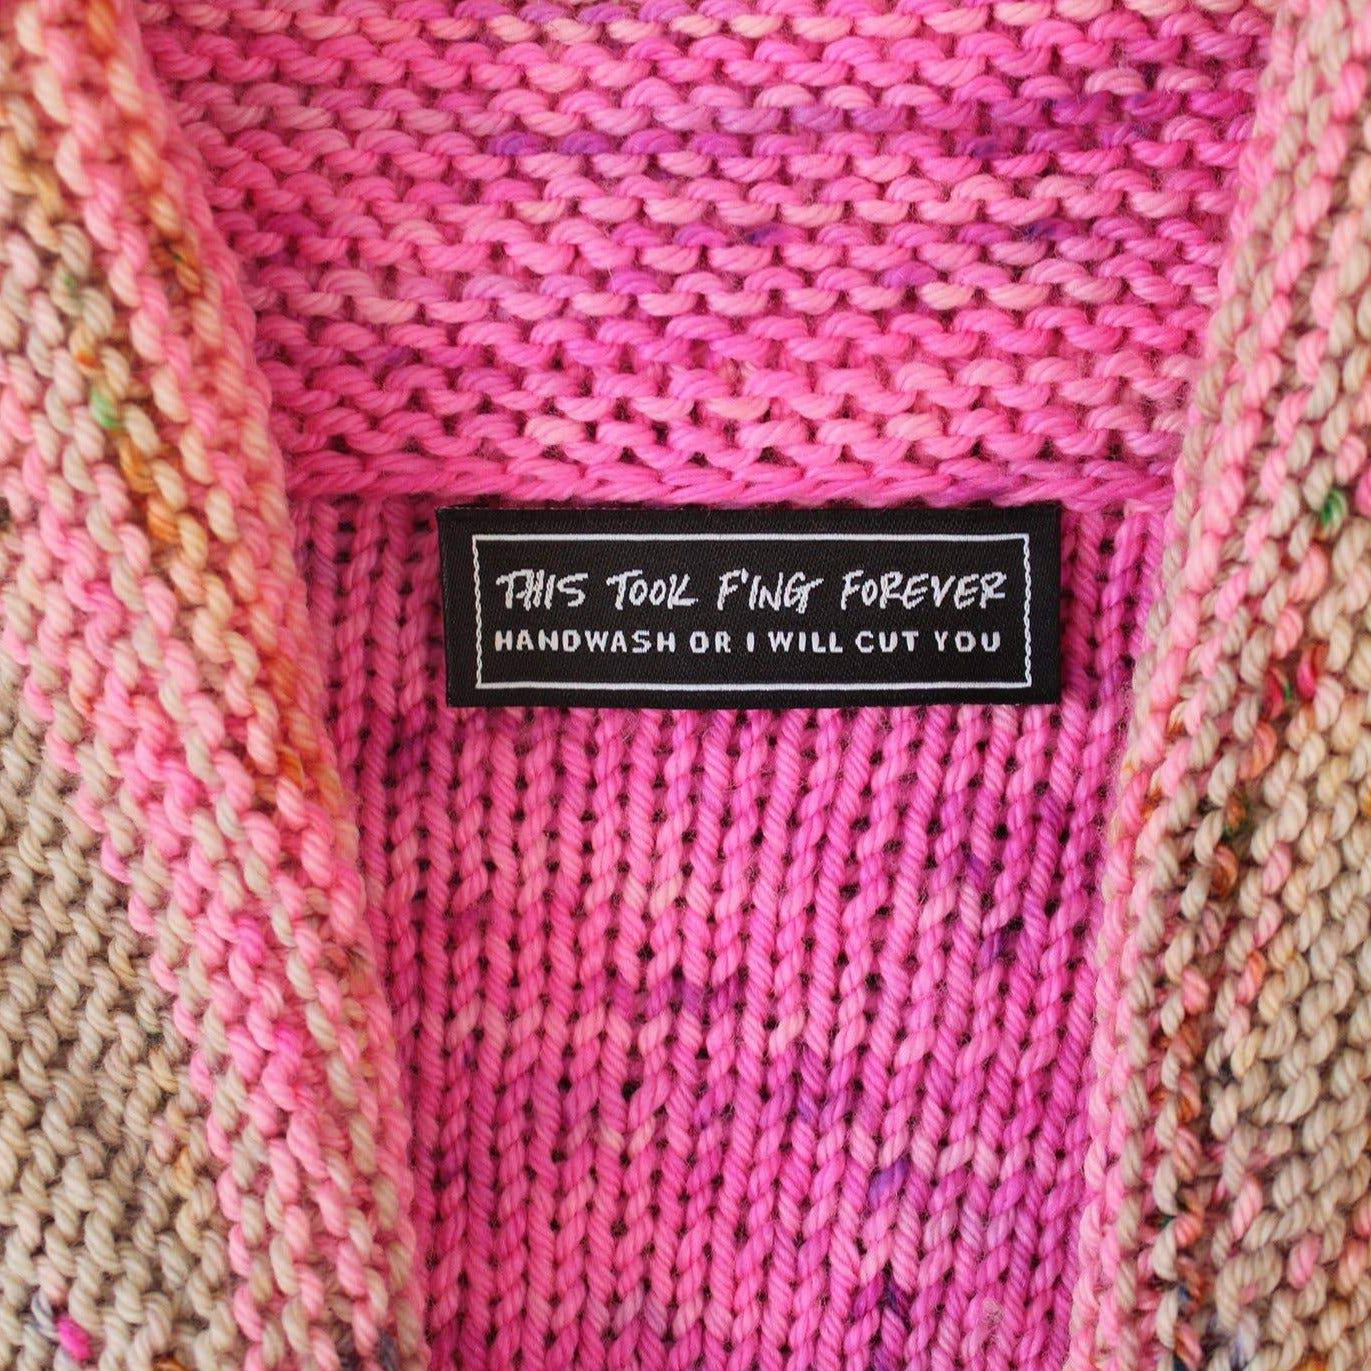 THIS TOOK F'ING FOREVER
HANDWASH OR I WILL CUT YOU